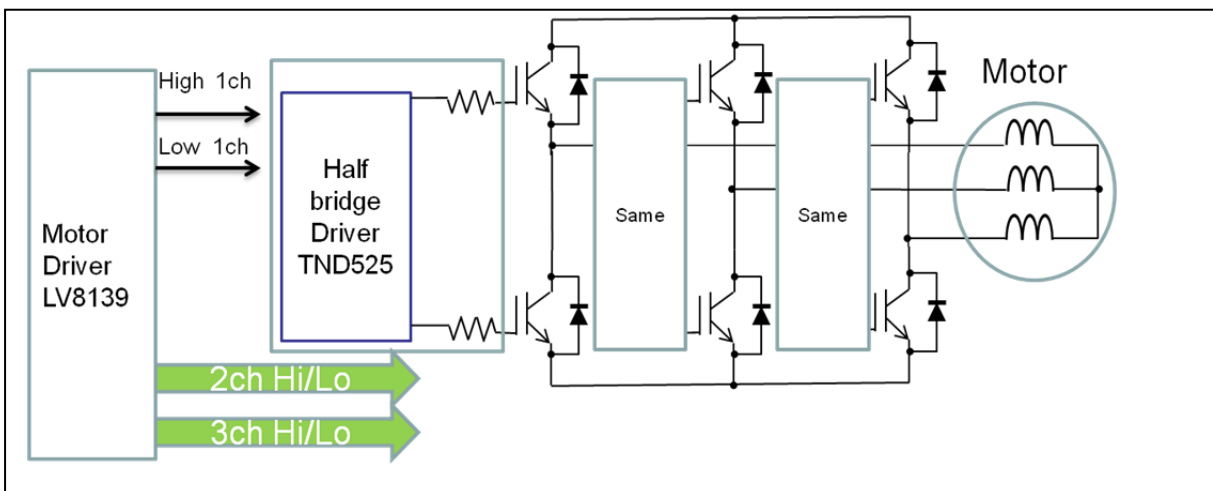 High 1ch
Low 1ch
Motor
Driver
LV8139
Half
bridge
Driver
TND525
Same
Same
Motor
2ch Hi/Lo
3ch Hi/Lo